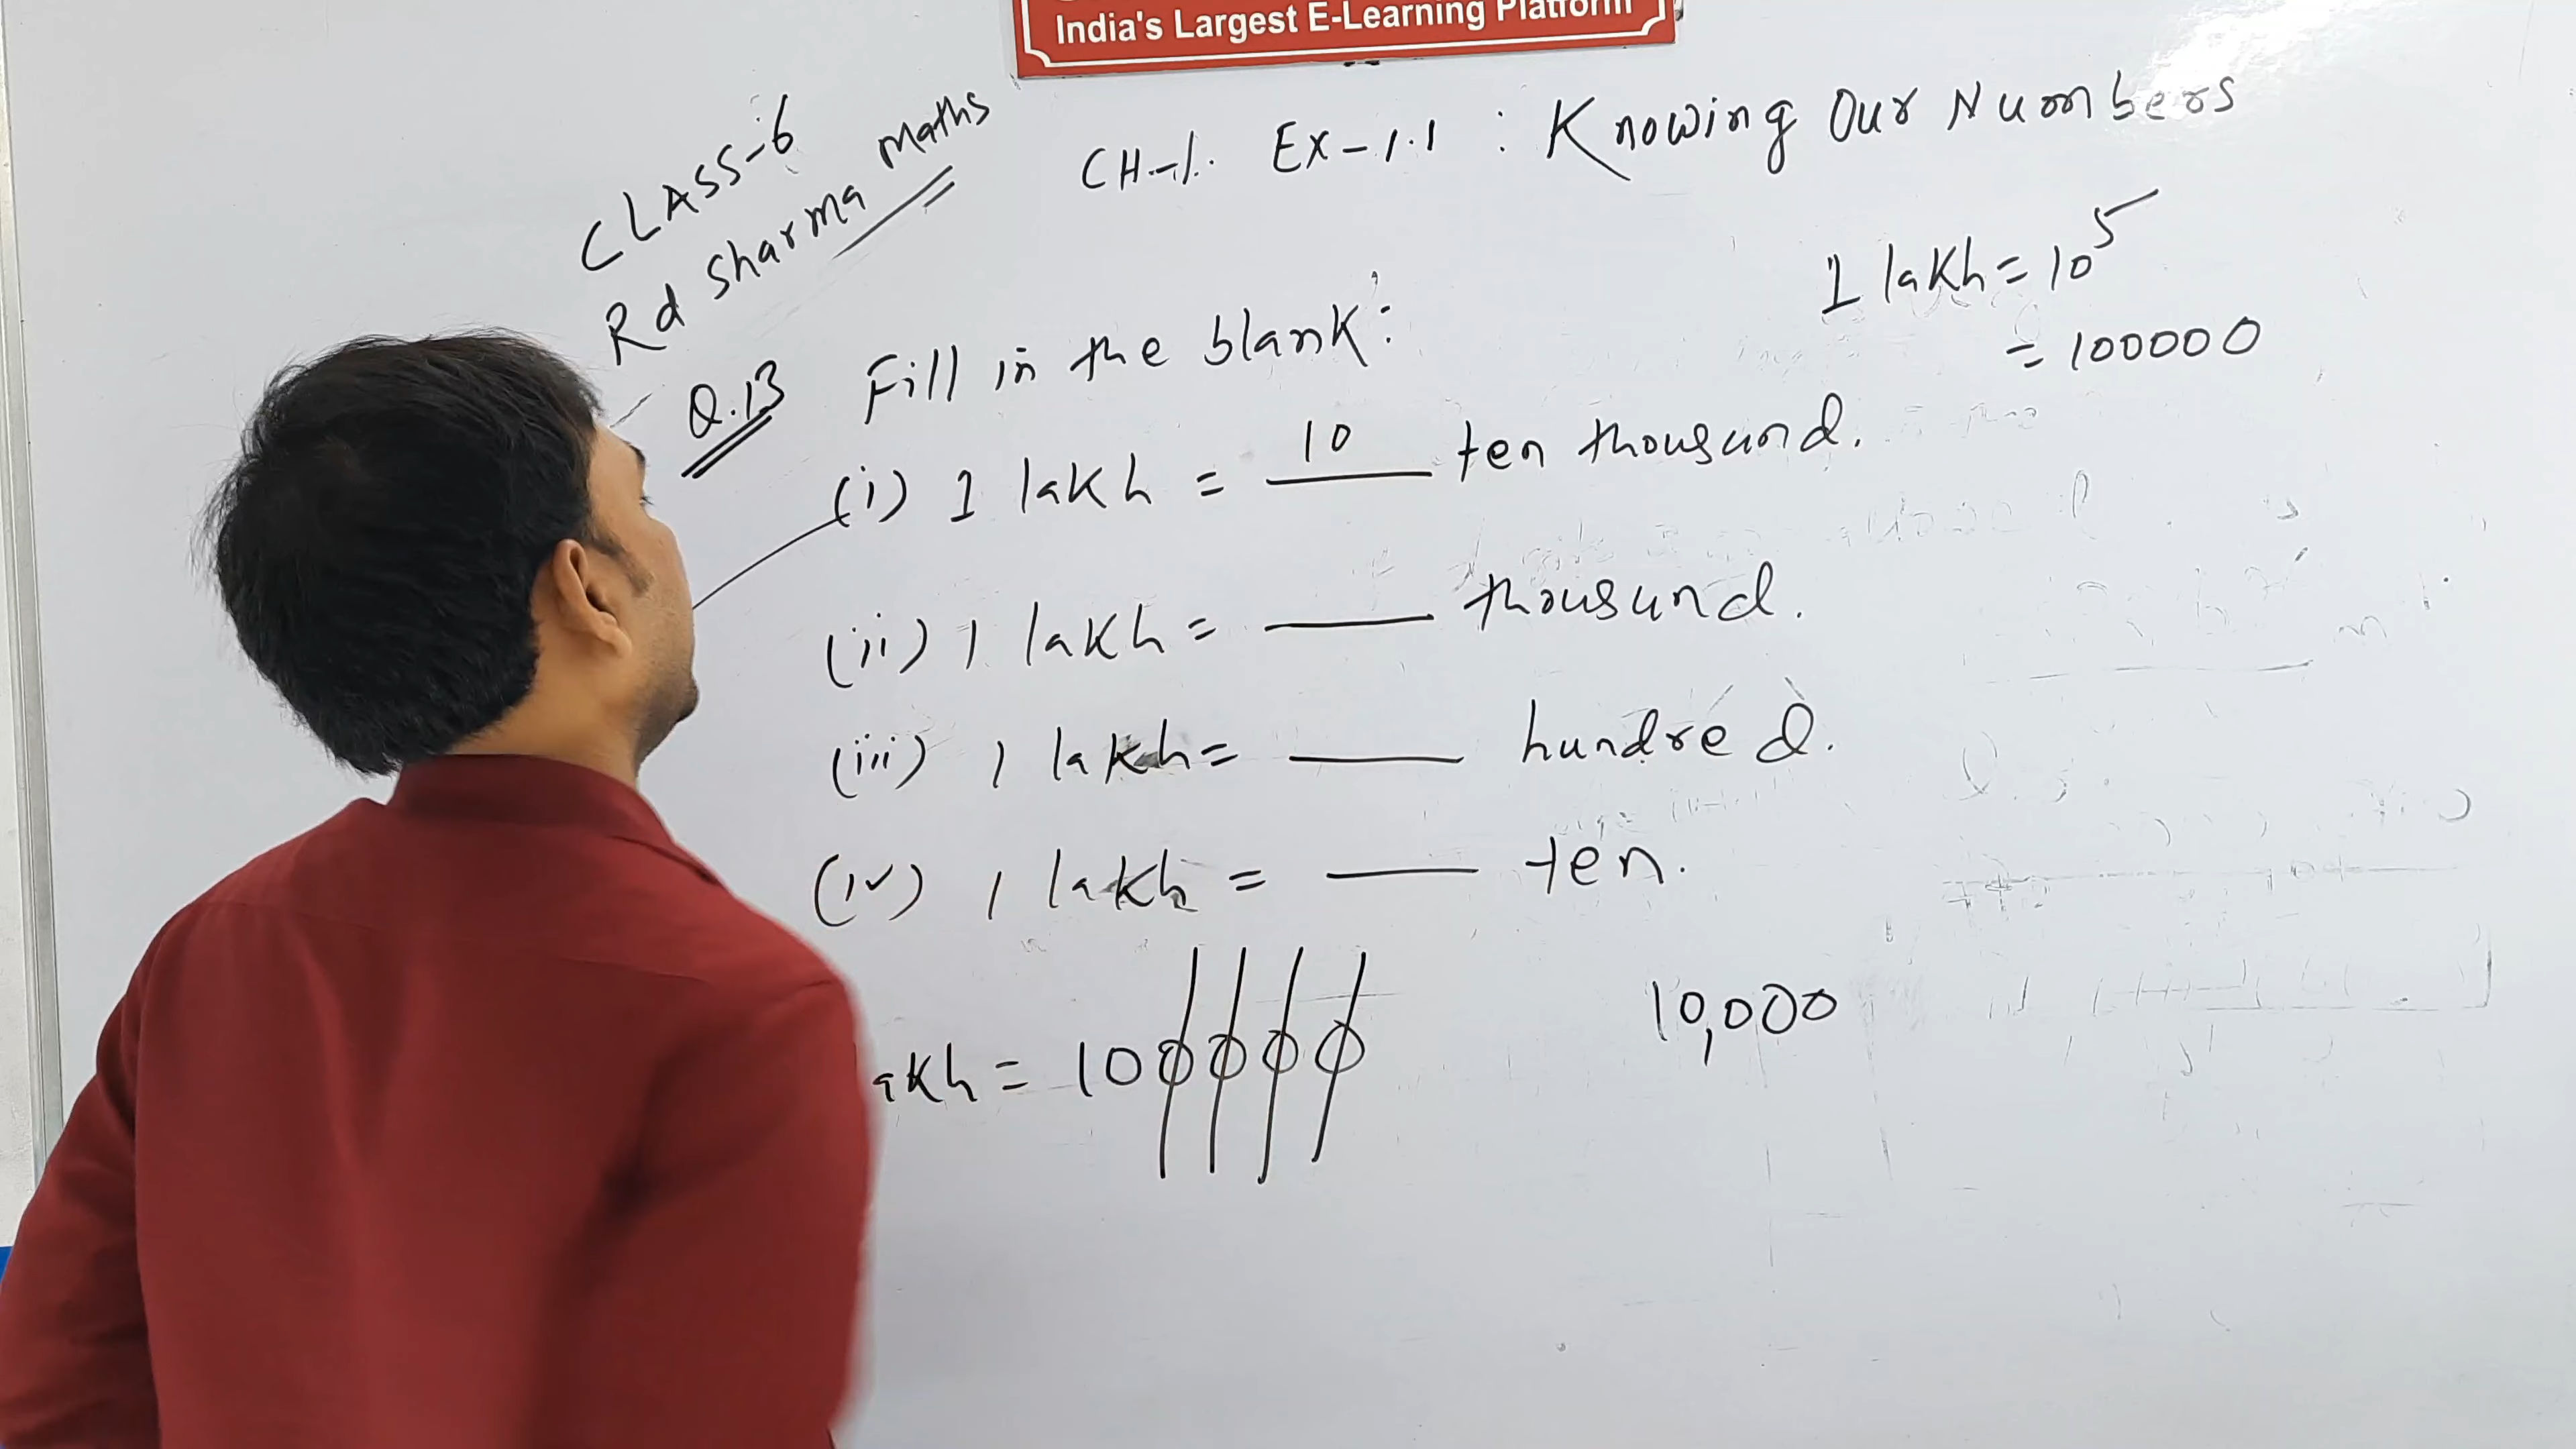 India's Largest E-Learning Platform
CLASS-6
Rd Sharma Maths
CH-1. Ex-1.1 : Knowing Our Numbers
1 lakh = 10^5
= 100000
Q.13 Fill in the blank:
(i) 1 lakh = 10 ten thousand.
(ii) 1 lakh = ___ thousand.
(iii) 1 lakh = ___ hundred.
(iv) 1 lakh = ___ ten.
akh = 100000
10,000